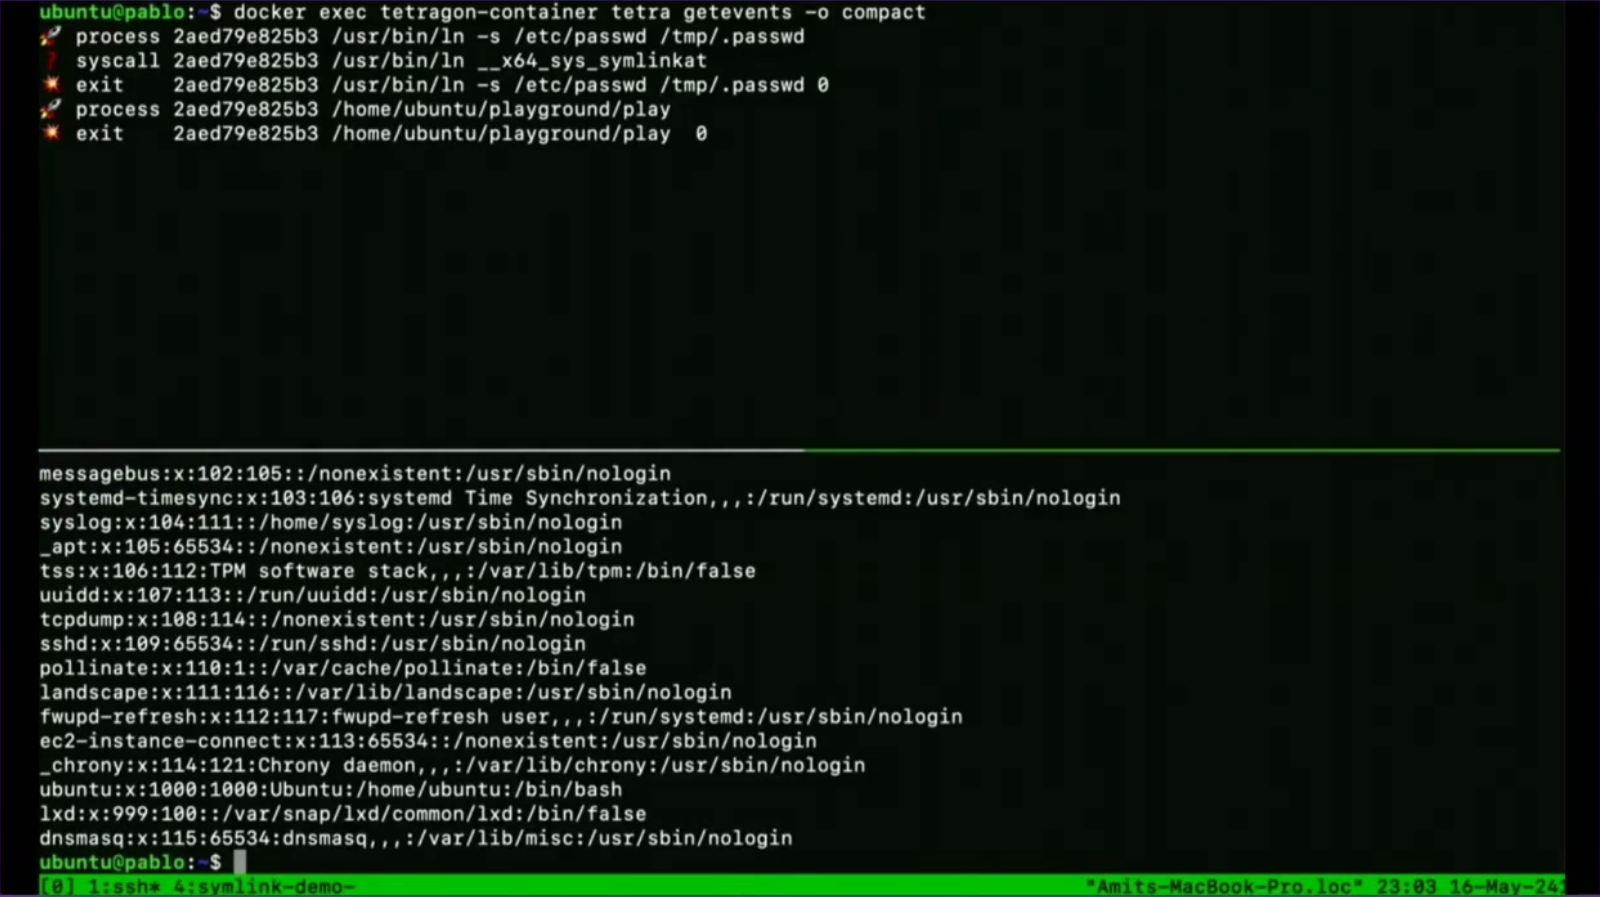 ubuntu@pablo:~$ docker exec tetragon-container tetra getevents -o compact
🚀 process 2aed79e825b3 /usr/bin/ln -s /etc/passwd /tmp/.passwd
❓ syscall 2aed79e825b3 /usr/bin/ln __x64_sys_symlinkat
💥 exit    2aed79e825b3 /usr/bin/ln -s /etc/passwd /tmp/.passwd 0
🚀 process 2aed79e825b3 /home/ubuntu/playground/play
💥 exit    2aed79e825b3 /home/ubuntu/playground/play  0
messagebus:x:102:105::/nonexistent:/usr/sbin/nologin
systemd-timesync:x:103:106:systemd Time Synchronization,,,:/run/systemd:/usr/sbin/nologin
syslog:x:104:111::/home/syslog:/usr/sbin/nologin
_apt:x:105:65534::/nonexistent:/usr/sbin/nologin
tss:x:106:112:TPM software stack,,,:/var/lib/tpm:/bin/false
uuidd:x:107:113::/run/uuidd:/usr/sbin/nologin
tcpdump:x:108:114::/nonexistent:/usr/sbin/nologin
sshd:x:109:65534::/run/sshd:/usr/sbin/nologin
pollinate:x:110:1::/var/cache/pollinate:/bin/false
landscape:x:111:116::/var/lib/landscape:/usr/sbin/nologin
fwupd-refresh:x:112:117:fwupd-refresh user,,,:/run/systemd:/usr/sbin/nologin
ec2-instance-connect:x:113:65534::/nonexistent:/usr/sbin/nologin
_chrony:x:114:121:Chrony daemon,,,:/var/lib/chrony:/usr/sbin/nologin
ubuntu:x:1000:1000:Ubuntu:/home/ubuntu:/bin/bash
lxd:x:999:100::/var/snap/lxd/common/lxd:/bin/false
dnsmasq:x:115:65534:dnsmasq,,,:/var/lib/misc:/usr/sbin/nologin
ubuntu@pablo:~$
[0] 1:ssh* 4:symlink-demo- "Amits-MacBook-Pro.loc" 23:03 16-May-24